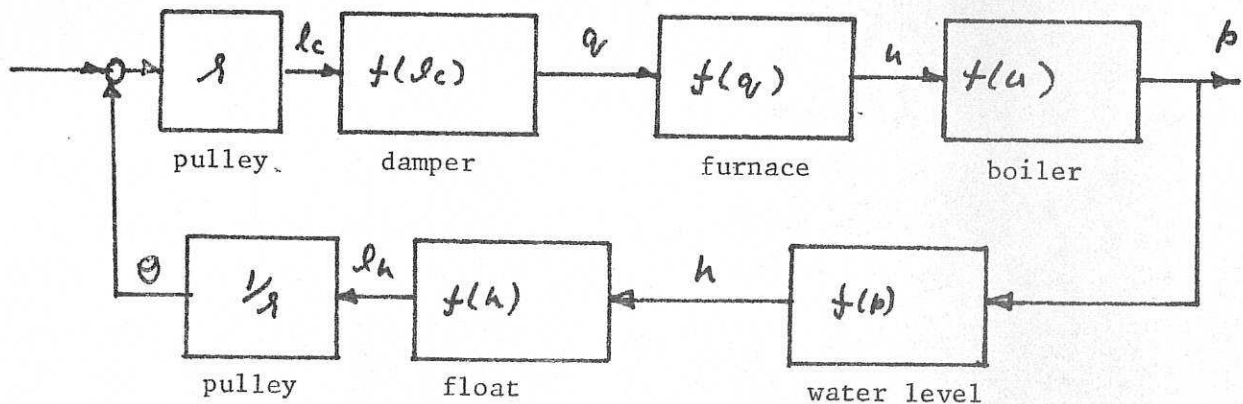 lc
q
u
p
r
f(lc)
f(q)
f(u)
pulley
damper
furnace
boiler
θ
lh
h
1/r
f(h)
f(p)
pulley
float
water level